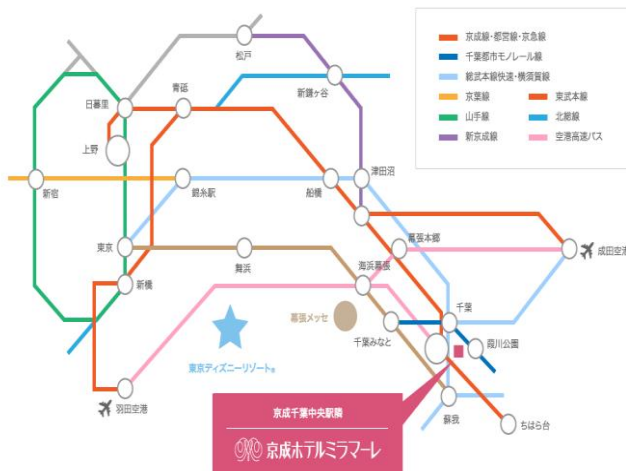 京成線・都営線・京急線
千葉都市モノレール線
総武本線快速・横須賀線
京葉線
東武本線
山手線
北総線
新京成線
空港高速バス
松戸
日暮里
青砥
新鎌ヶ谷
上野
津田沼
新宿
錦糸駅
船橋
幕張本郷
東京
成田空港
舞浜
海浜幕張
新橋
千葉
幕張メッセ
千葉みなと
葭川公園
東京ディズニーリゾート®
羽田空港
京成千葉中央駅隣
京成ホテルミラマーレ
蘇我
ちはら台